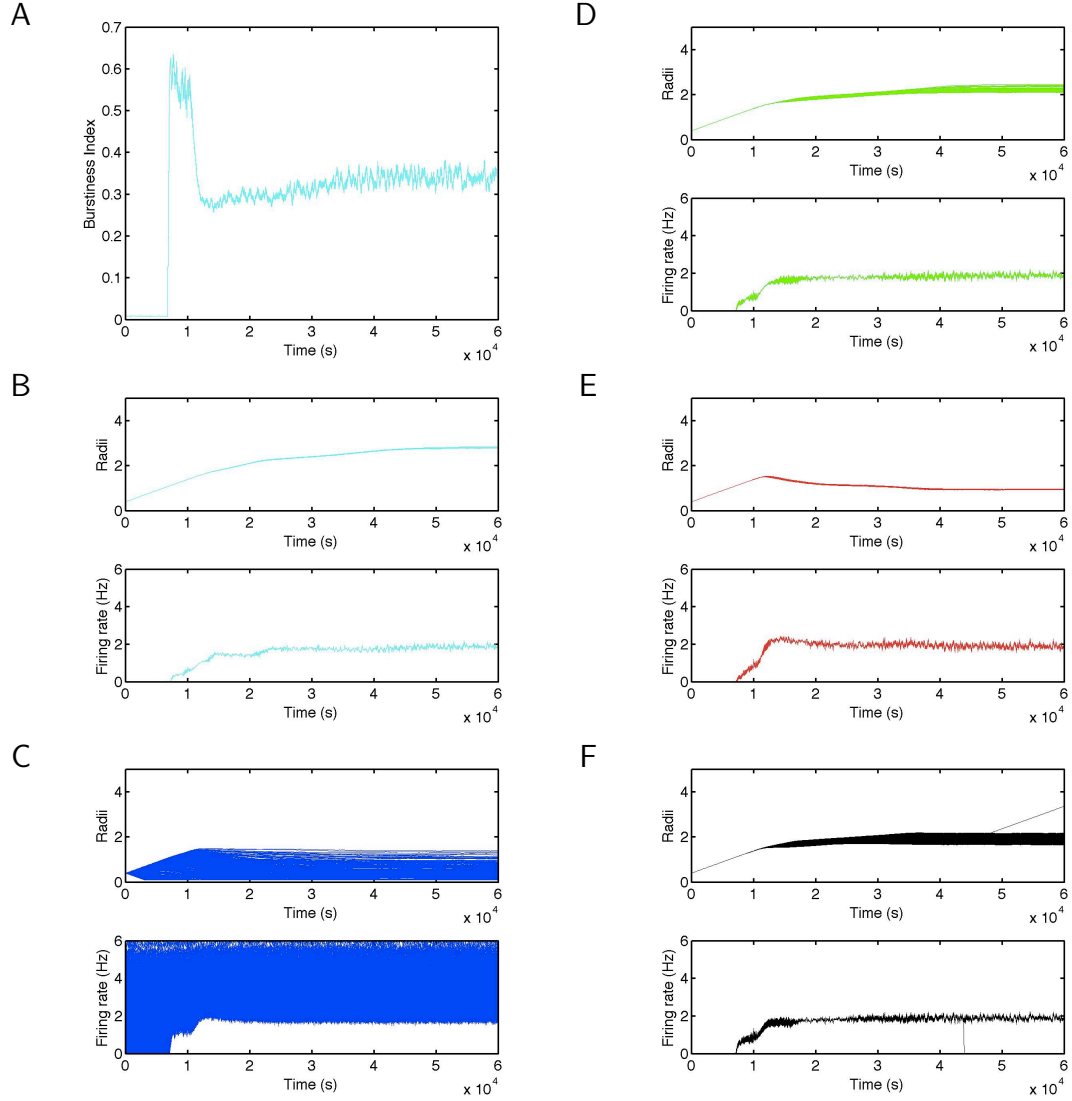 A
0.7
0.6
0.5
0.4
0.3
0.2
0.1
0
Burstiness Index
0 1 2 3 4 5 6
Time (s)
x 10^4
B
4
2
0
Radii
0 1 2 3 4 5 6
Time (s)
x 10^4
6
4
2
0
Firing rate (Hz)
0 1 2 3 4 5 6
Time (s)
x 10^4
C
4
2
0
Radii
0 1 2 3 4 5 6
Time (s)
x 10^4
6
4
2
0
Firing rate (Hz)
0 1 2 3 4 5 6
Time (s)
x 10^4
D
4
2
0
Radii
0 1 2 3 4 5 6
Time (s)
x 10^4
6
4
2
0
Firing rate (Hz)
0 1 2 3 4 5 6
Time (s)
x 10^4
E
4
2
0
Radii
0 1 2 3 4 5 6
Time (s)
x 10^4
6
4
2
0
Firing rate (Hz)
0 1 2 3 4 5 6
Time (s)
x 10^4
F
4
2
0
Radii
0 1 2 3 4 5 6
Time (s)
x 10^4
6
4
2
0
Firing rate (Hz)
0 1 2 3 4 5 6
Time (s)
x 10^4